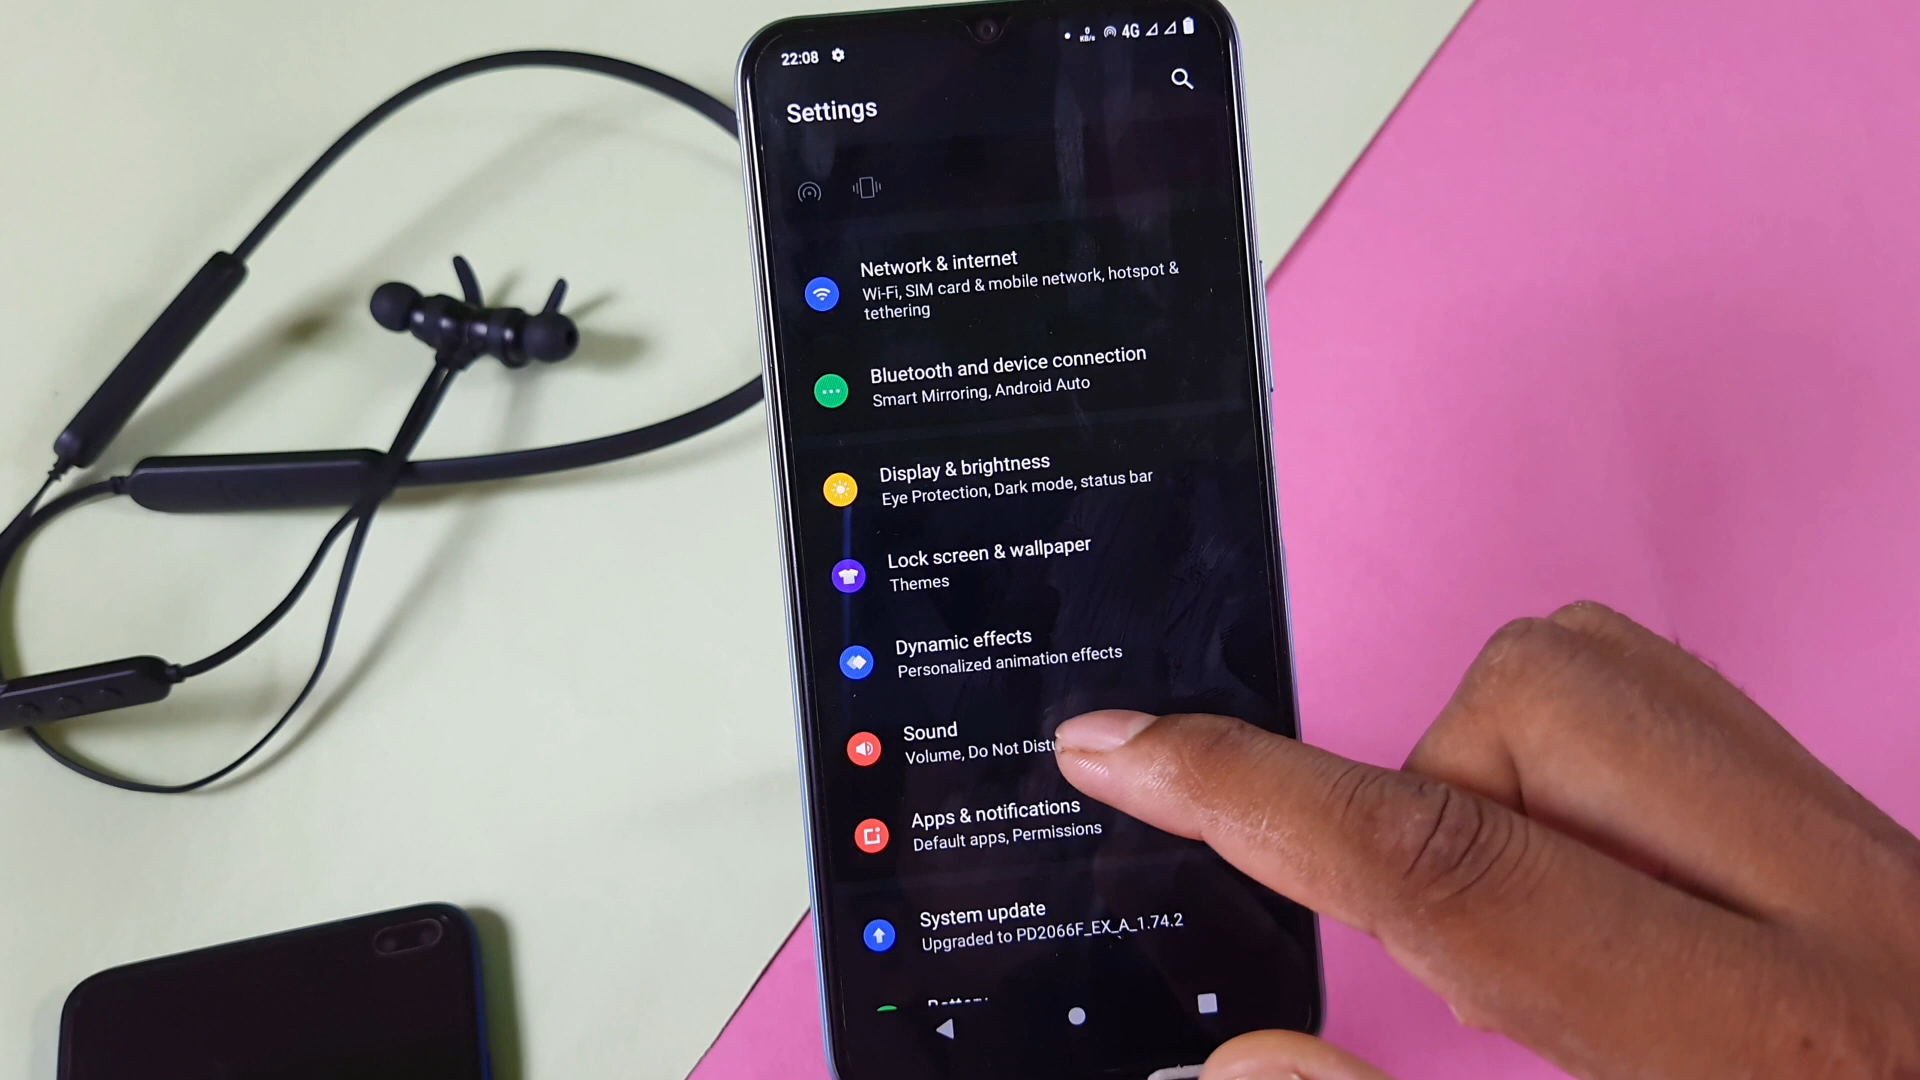 22:08
0
KB/s
4G
Settings
Network & internet
Wi-Fi, SIM card & mobile network, hotspot &
tethering
Bluetooth and device connection
Smart Mirroring, Android Auto
Display & brightness
Eye Protection, Dark mode, status bar
Lock screen & wallpaper
Themes
Dynamic effects
Personalized animation effects
Sound
Volume, Do Not
Apps & notifications
Default apps, Permissions
System update
Upgraded to PD2066F_EX_A_1.74.2